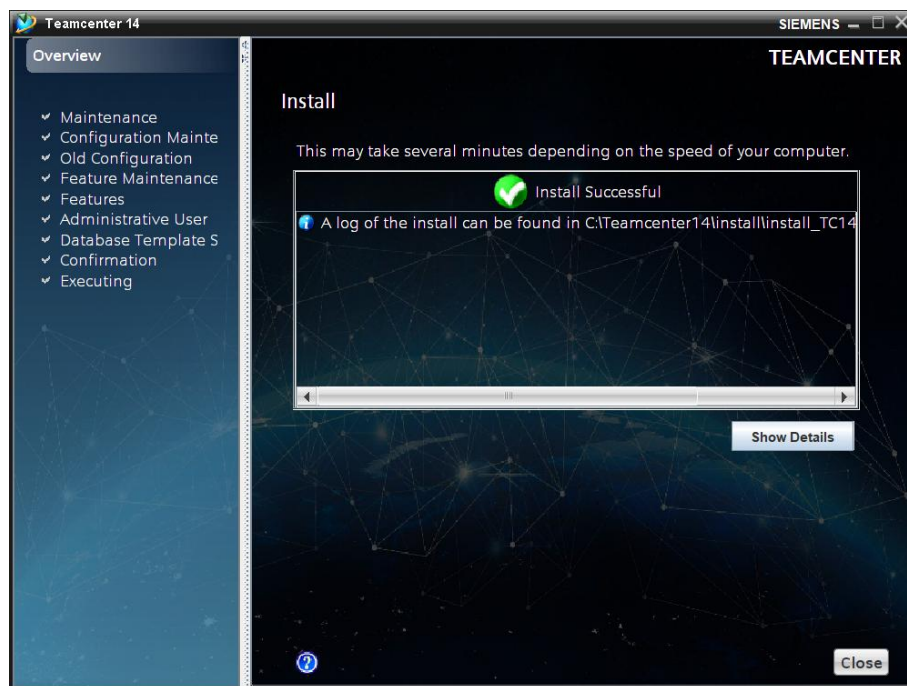 Teamcenter 14
SIEMENS
Overview
TEAMCENTER
Maintenance
Configuration Mainte
Old Configuration
Feature Maintenance
Features
Administrative User
Database Template S
Confirmation
Executing
Install
This may take several minutes depending on the speed of your computer.
Install Successful
A log of the install can be found in C:\Teamcenter14\install\install_TC14
Show Details
?
Close